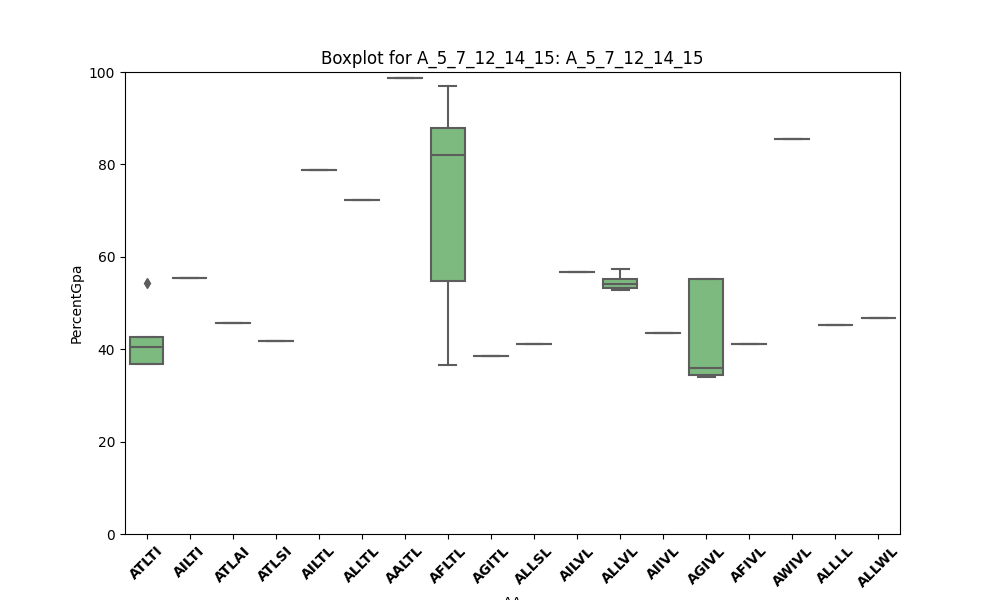 Boxplot for A_5_7_12_14_15: A_5_7_12_14_15
100
80
60
40
20
0
PercentGpa
ATLTI
AILTI
ATLAI
ATLSI
AILTL
ALLTL
AALTL
AFLTL
AGITL
ALLSL
AILVL
ALLVL
AIIVL
AGIVL
AFIVL
AWIVL
ALLLL
ALLWL